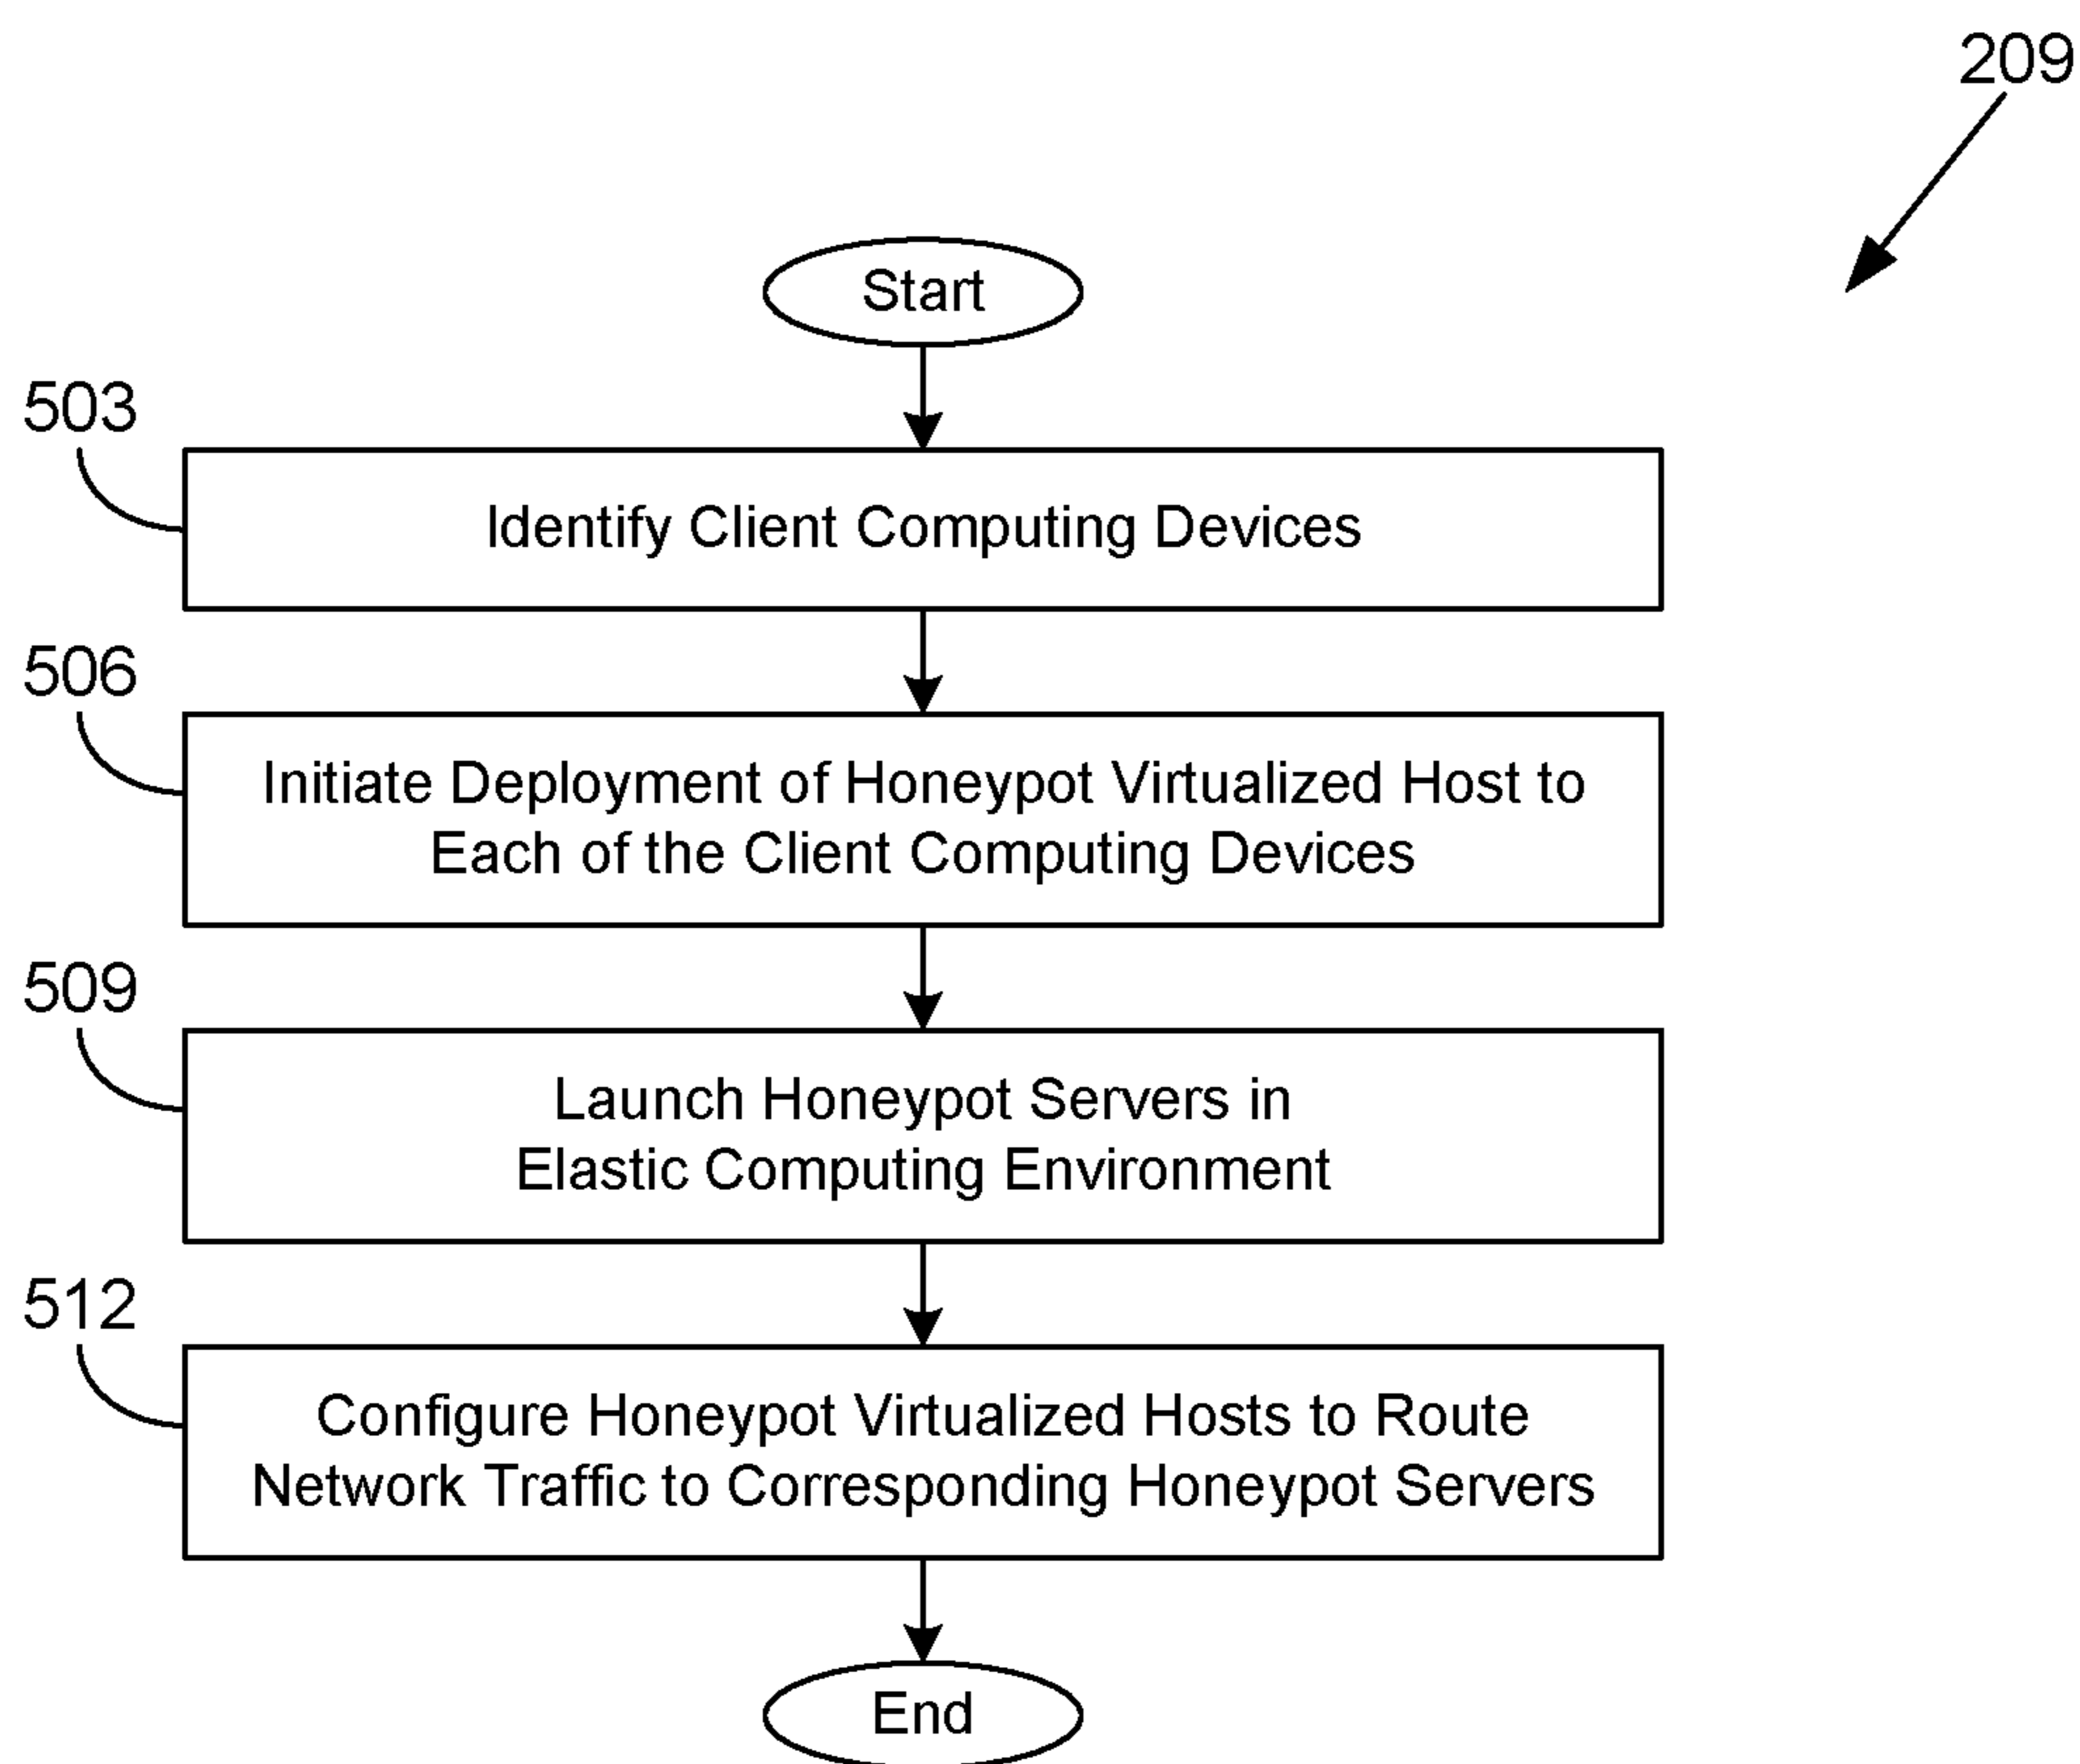 209
Start
503
Identify Client Computing Devices
506
Initiate Deployment of Honeypot Virtualized Host to
Each of the Client Computing Devices
509
Launch Honeypot Servers in
Elastic Computing Environment
512
Configure Honeypot Virtualized Hosts to Route
Network Traffic to Corresponding Honeypot Servers
End